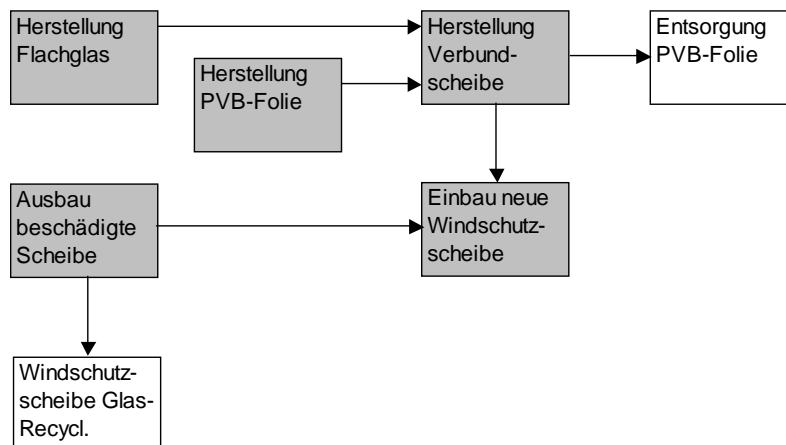 Herstellung
Flachglas
Herstellung
PVB-Folie
Herstellung
Verbund-
scheibe
Entsorgung
PVB-Folie
Ausbau
beschädigte
Scheibe
Einbau neue
Windschutz-
scheibe
Windschutz-
scheibe Glas-
Recycl.